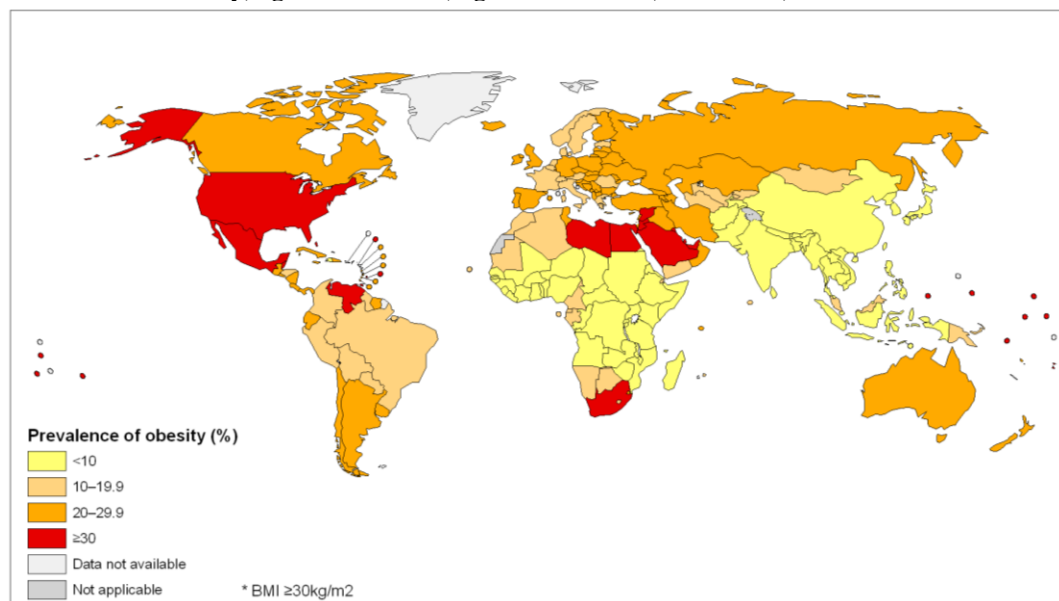 Prevalence of obesity (%)
<10
10–19.9
20–29.9
≥30
Data not available
Not applicable
* BMI ≥30kg/m2